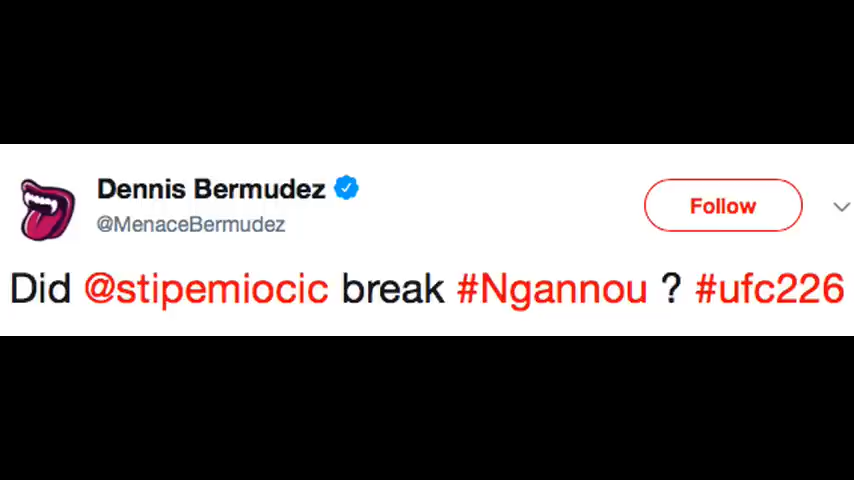 Dennis Bermudez
@MenaceBermudez
Follow
Did @stipemiocic break #Ngannou ? #ufc226